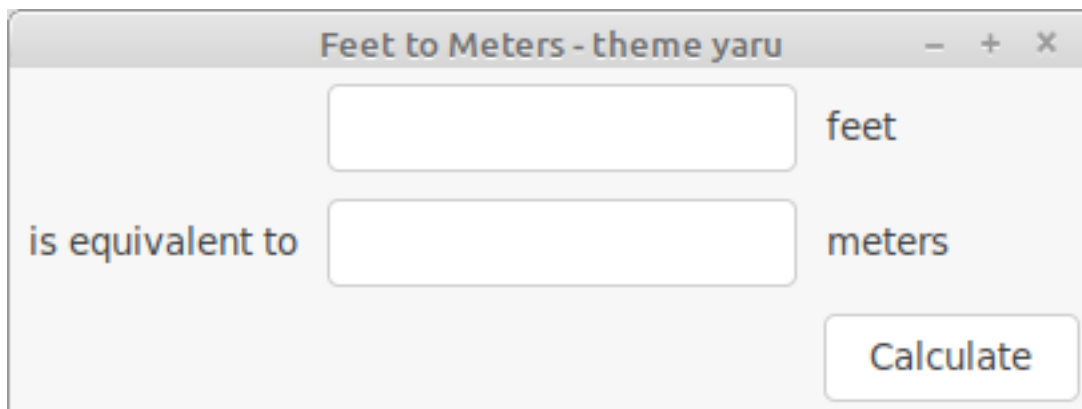 Feet to Meters - theme yaru
feet
is equivalent to meters
Calculate